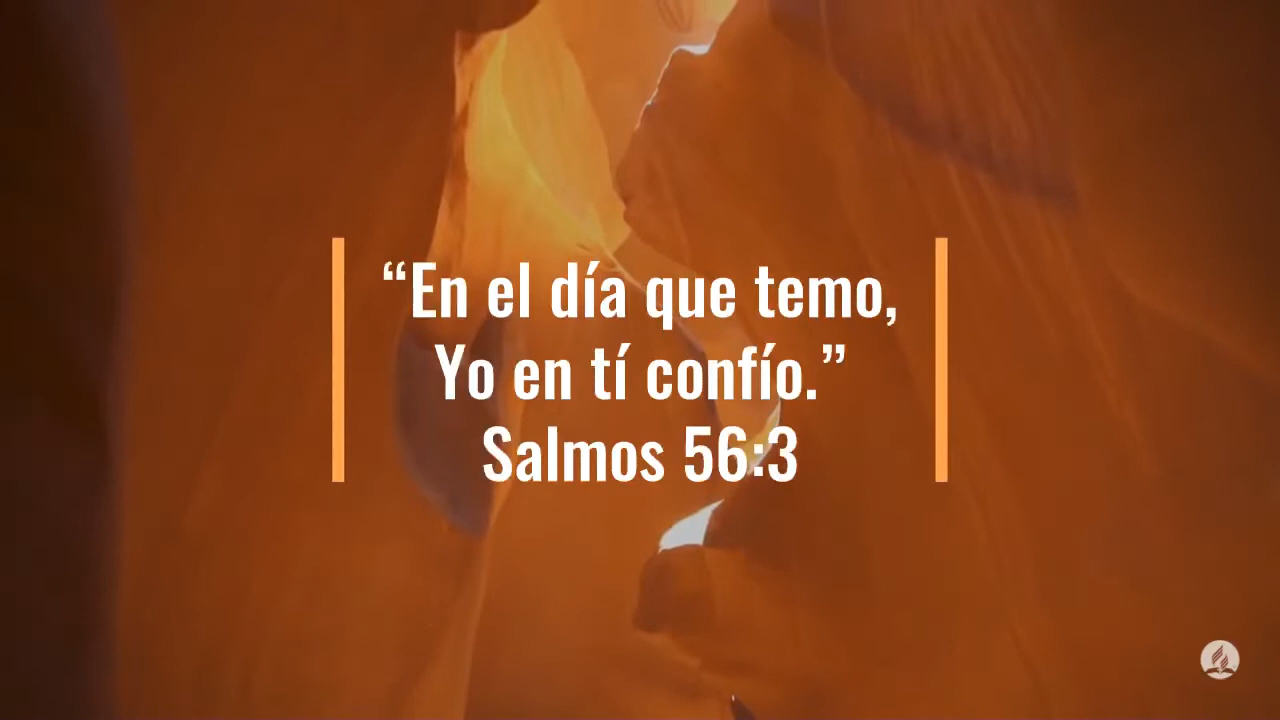 “En el día que temo,
Yo en tí confío.”
Salmos 56:3